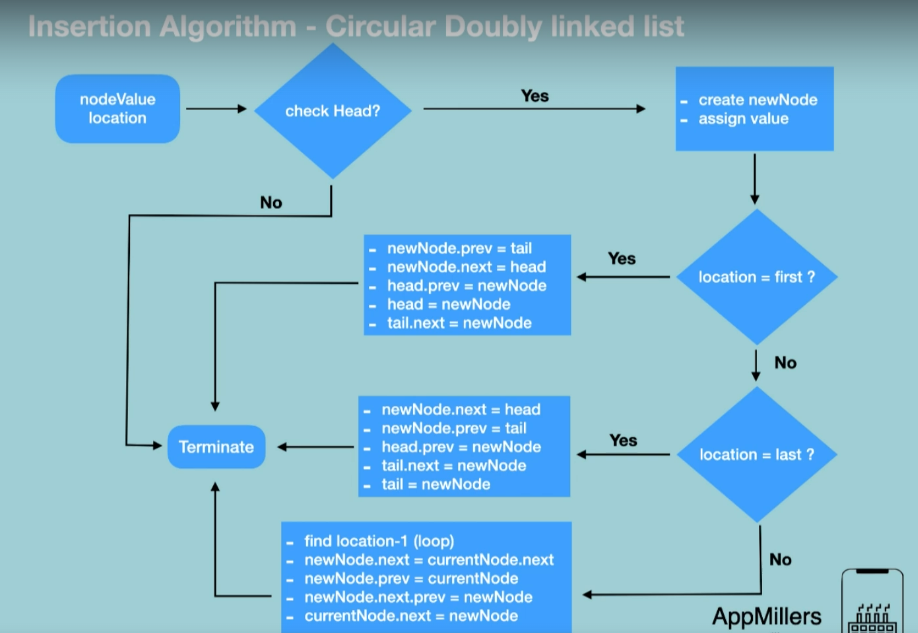 Insertion Algorithm - Circular Doubly linked list
nodeValue
location
check Head?
Yes
- create newNode
- assign value
No
- newNode.prev = tail
- newNode.next = head
- head.prev = newNode
- head = newNode
- tail.next = newNode
Yes
location = first ?
No
Terminate
- newNode.next = head
- newNode.prev = tail
- head.prev = newNode
- tail.next = newNode
- tail = newNode
Yes
location = last ?
No
- find location-1 (loop)
- newNode.next = currentNode.next
- newNode.prev = currentNode
- newNode.next.prev = newNode
- currentNode.next = newNode
AppMillers